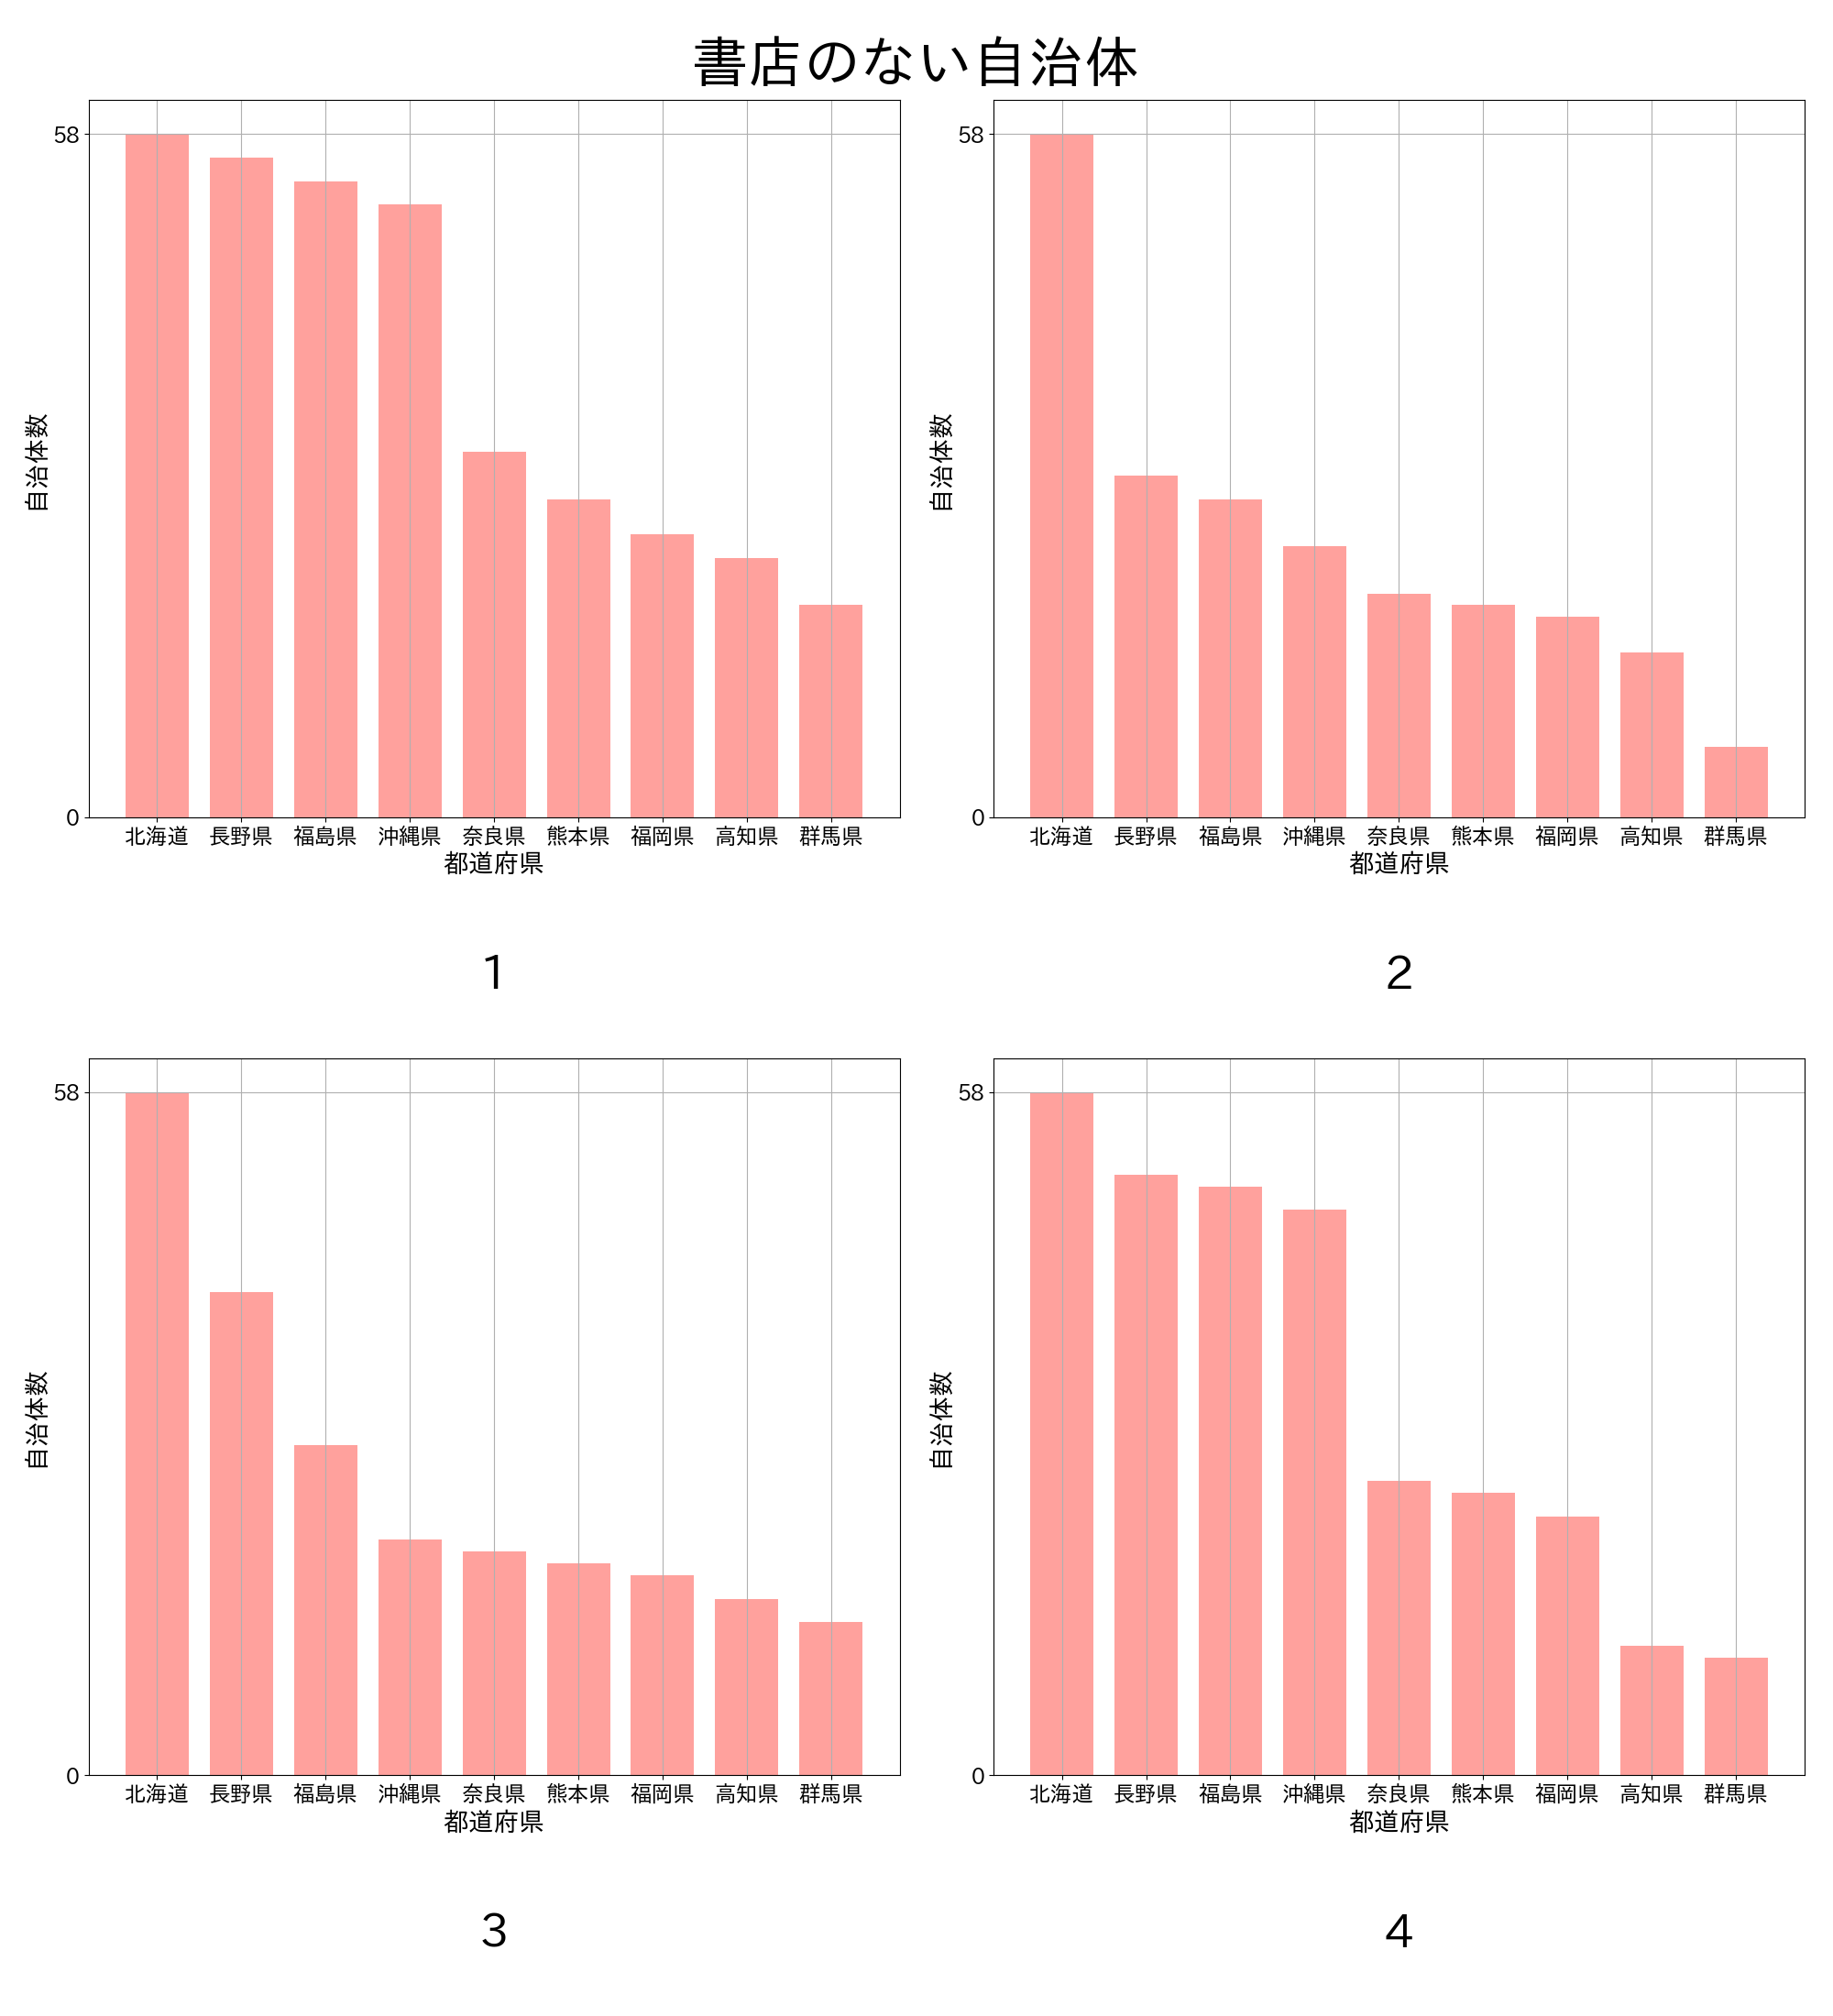 書店のない自治体
58
0
自治体数
北海道 長野県 福島県 沖縄県 奈良県 熊本県 福岡県 高知県 群馬県
都道府県
1
58
0
自治体数
北海道 長野県 福島県 沖縄県 奈良県 熊本県 福岡県 高知県 群馬県
都道府県
2
58
0
自治体数
北海道 長野県 福島県 沖縄県 奈良県 熊本県 福岡県 高知県 群馬県
都道府県
3
58
0
自治体数
北海道 長野県 福島県 沖縄県 奈良県 熊本県 福岡県 高知県 群馬県
都道府県
4